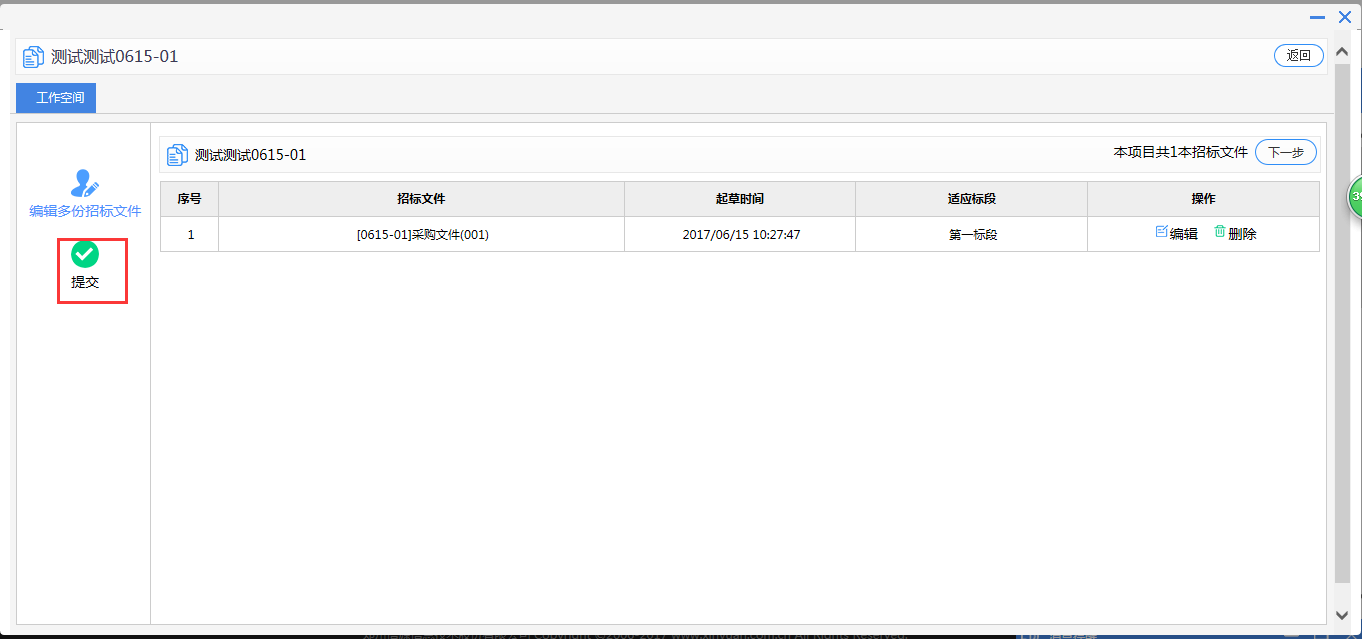 测试测试0615-01
返回
工作空间
编辑多份招标文件
提交
测试测试0615-01
本项目共1本招标文件 下一步
序号 招标文件 起草时间 适应标段 操作
1 [0615-01]采购文件(001) 2017/06/15 10:27:47 第一标段 编辑 删除